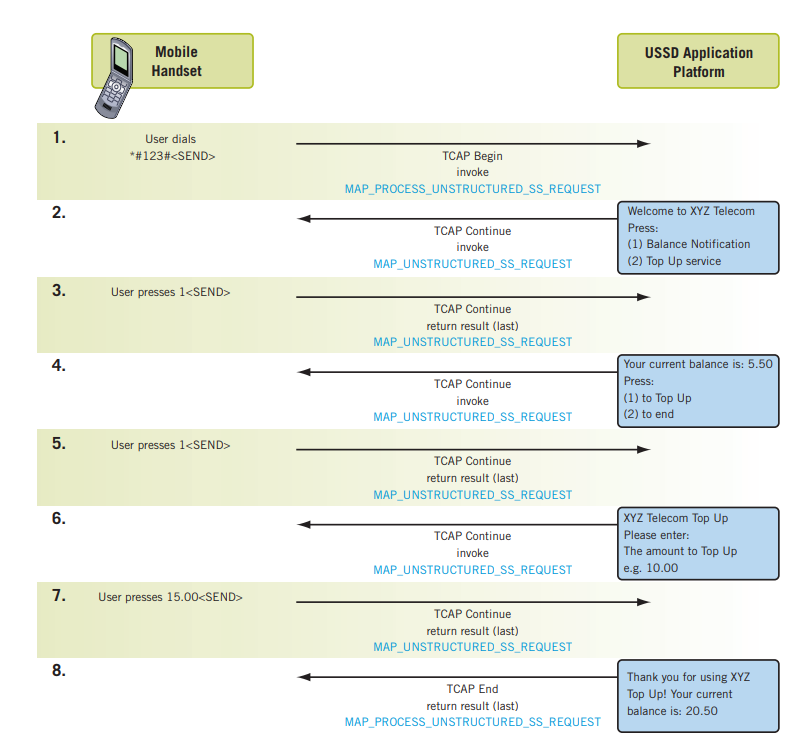 Mobile
Handset
USSD Application
Platform
1.
User dials
*#123#<SEND>
TCAP Begin
invoke
MAP_PROCESS_UNSTRUCTURED_SS_REQUEST
2.
TCAP Continue
invoke
MAP_UNSTRUCTURED_SS_REQUEST
Welcome to XYZ Telecom
Press:
(1) Balance Notification
(2) Top Up service
3.
User presses 1<SEND>
TCAP Continue
return result (last)
MAP_UNSTRUCTURED_SS_REQUEST
4.
TCAP Continue
invoke
MAP_UNSTRUCTURED_SS_REQUEST
Your current balance is: 5.50
Press:
(1) to Top Up
(2) to end
5.
User presses 1<SEND>
TCAP Continue
return result (last)
MAP_UNSTRUCTURED_SS_REQUEST
6.
TCAP Continue
invoke
MAP_UNSTRUCTURED_SS_REQUEST
XYZ Telecom Top Up
Please enter:
The amount to Top Up
e.g. 10.00
7.
User presses 15.00<SEND>
TCAP Continue
return result (last)
MAP_UNSTRUCTURED_SS_REQUEST
8.
TCAP End
return result (last)
MAP_PROCESS_UNSTRUCTURED_SS_REQUEST
Thank you for using XYZ
Top Up! Your current
balance is: 20.50